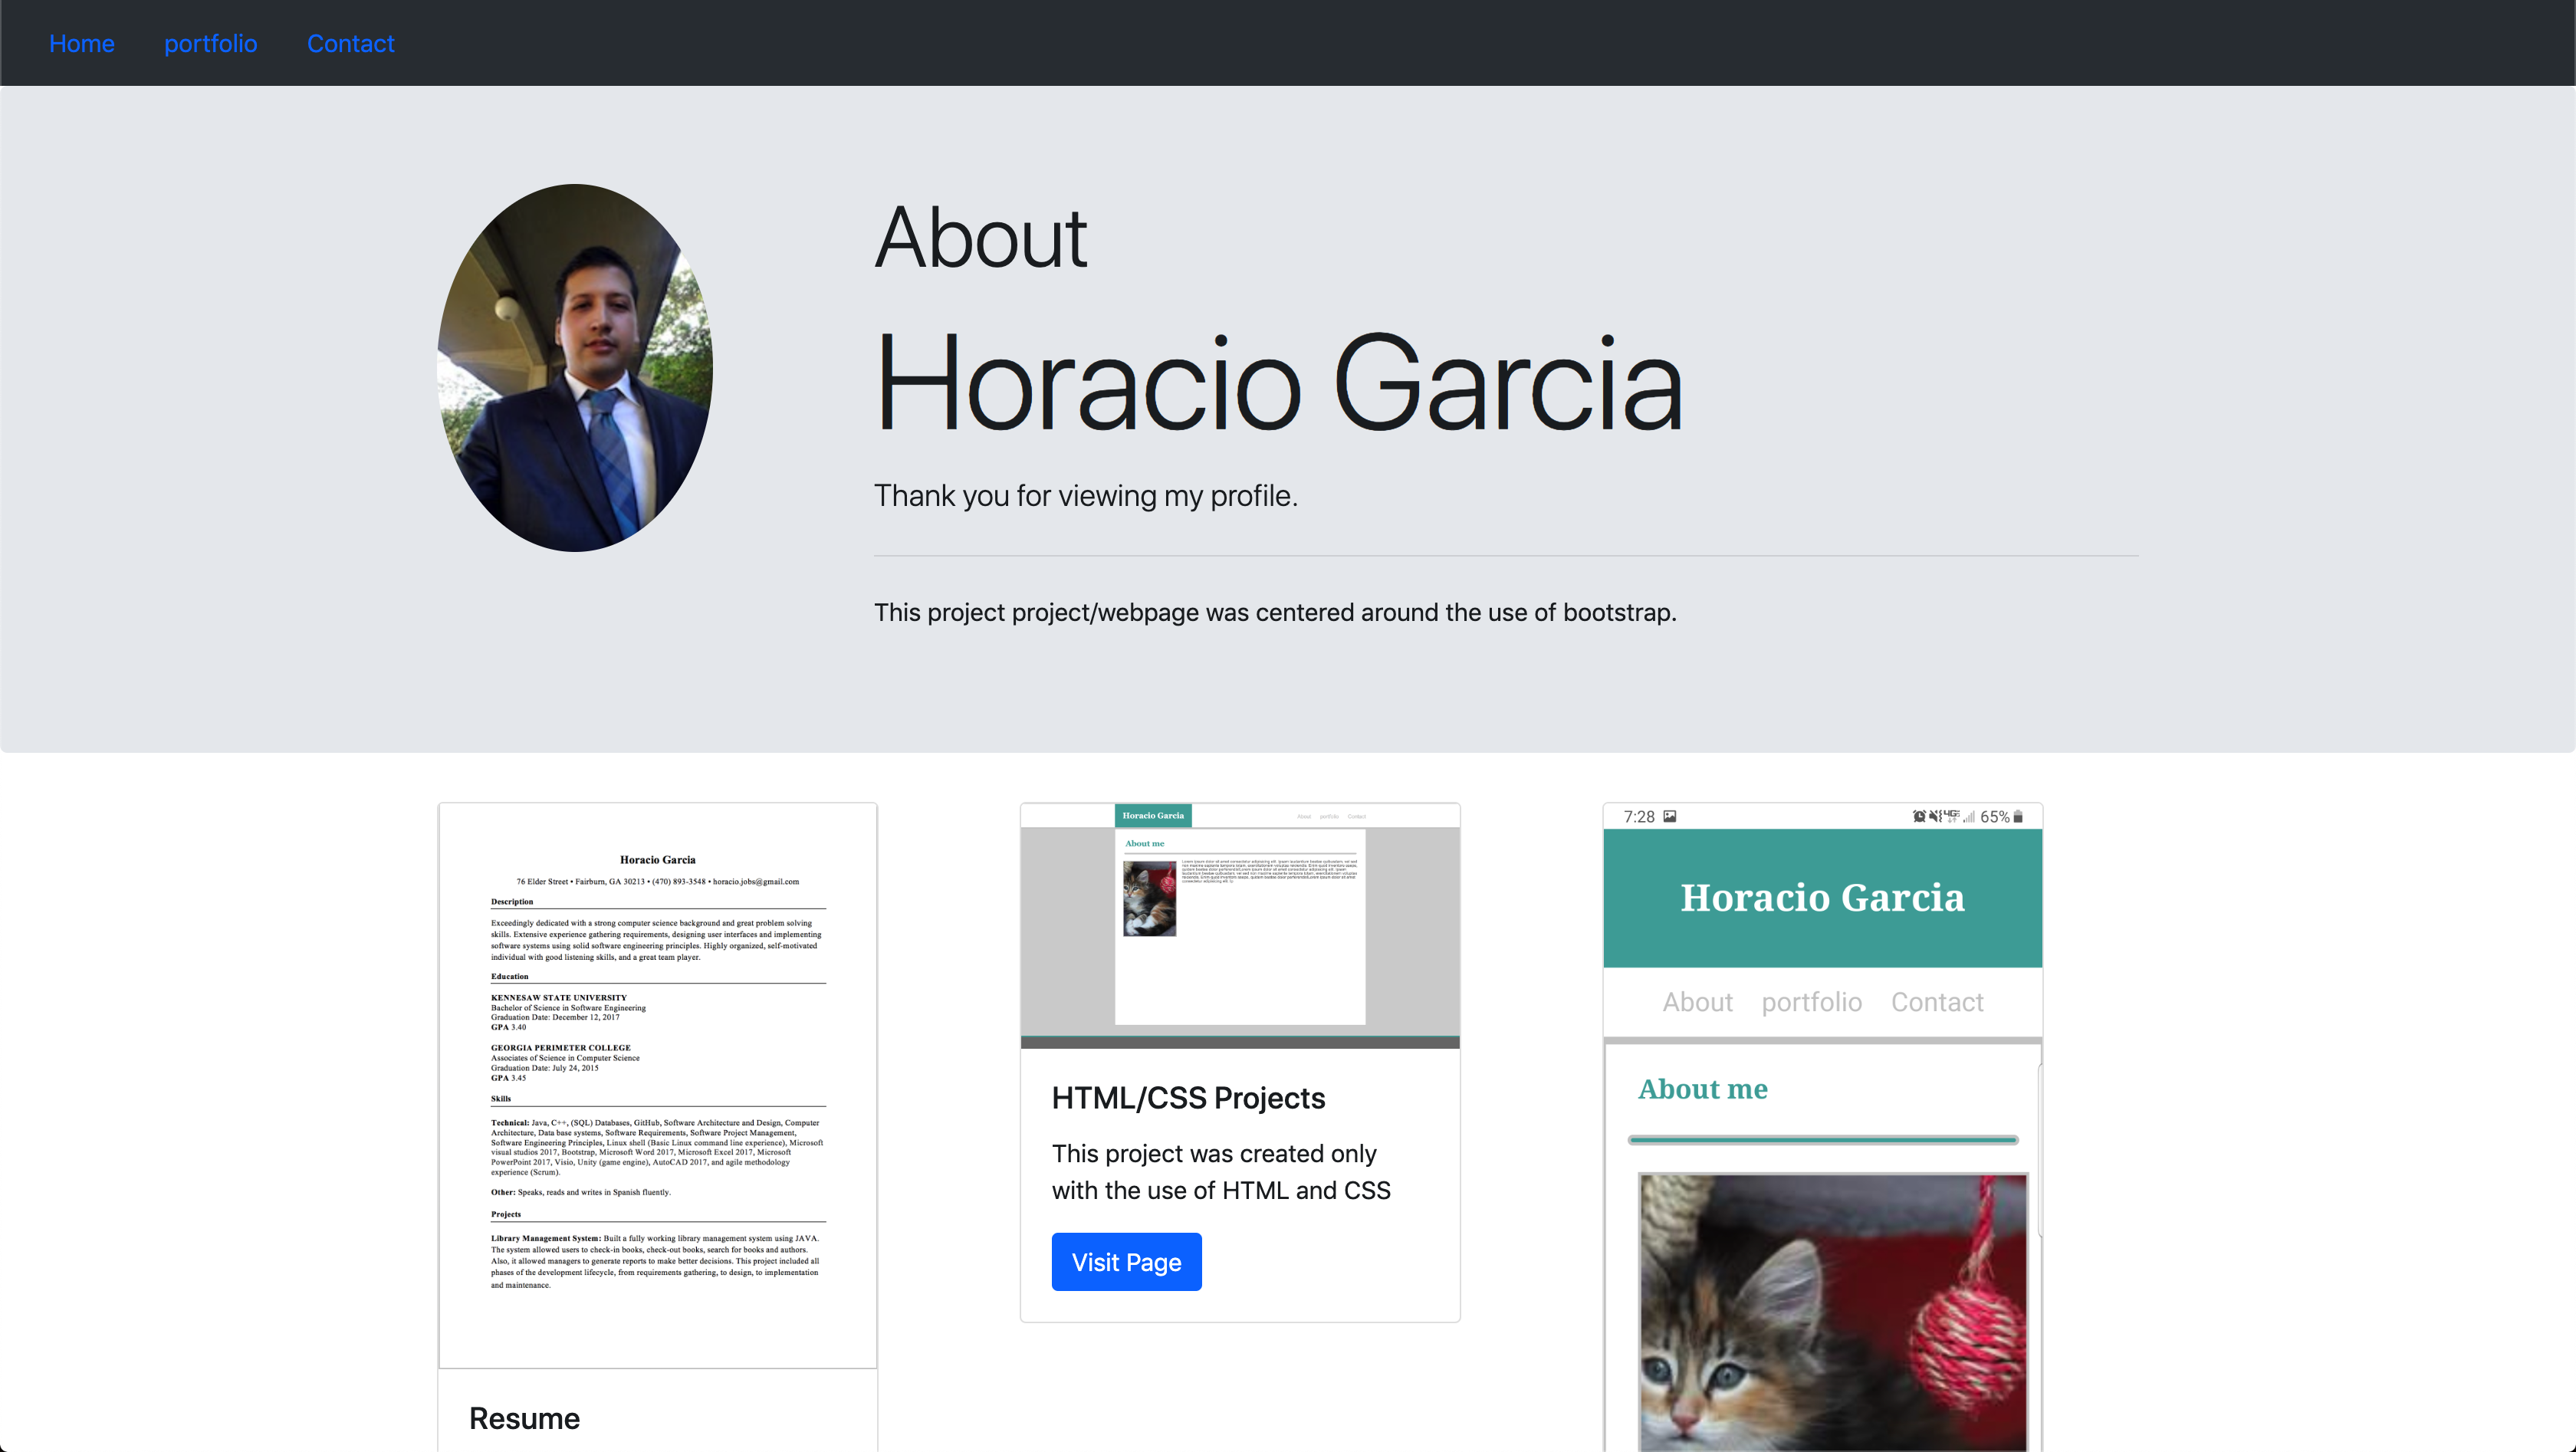 Home portfolio Contact
About
Horacio Garcia
Thank you for viewing my profile.
This project project/webpage was centered around the use of bootstrap.
Horacio Garcia
76 Elder Street • Fairburn, GA 30213 • (470) 893-3548 • horacio.jobs@gmail.com
Description
Exceedingly dedicated with a strong computer science background and great problem solving
skills. Extensive experience gathering requirements, designing user interfaces and implementing
software systems using solid software engineering principles. Highly organized, self-motivated
individual with good listening skills, and a great team player.
Education
KENNESAW STATE UNIVERSITY
Bachelor of Science in Software Engineering
Graduation Date: December 12, 2017
GPA 3.40
GEORGIA PERIMETER COLLEGE
Associates of Science in Computer Science
Graduation Date: July 24, 2015
GPA 3.45
Skills
Technical: Java, C++, (SQL) Databases, GitHub, Software Architecture and Design, Computer
Architecture, Data base systems, Software Requirements, Software Project Management,
Software Engineering Principles, Linux shell (Basic Linux command line experience), Microsoft
visual studios 2017, Bootstrap, Microsoft Word 2017, Microsoft Excel 2017, Microsoft
PowerPoint 2017, Visio, Unity (game engine), AutoCAD 2017, and agile methodology
experience (Scrum).
Other: Speaks, reads and writes in Spanish fluently.
Projects
Library Management System: Built a fully working library management system using JAVA.
The system allowed users to check-in books, check-out books, search for books and authors.
Also, it allowed managers to generate reports to make better decisions. This project included all
phases of the development lifecycle, from requirements gathering, to design, to implementation
and maintenance.
Resume
Horacio Garcia
About portfolio Contact
About me
HTML/CSS Projects
This project was created only
with the use of HTML and CSS
Visit Page
7:28 65%
Horacio Garcia
About portfolio Contact
About me